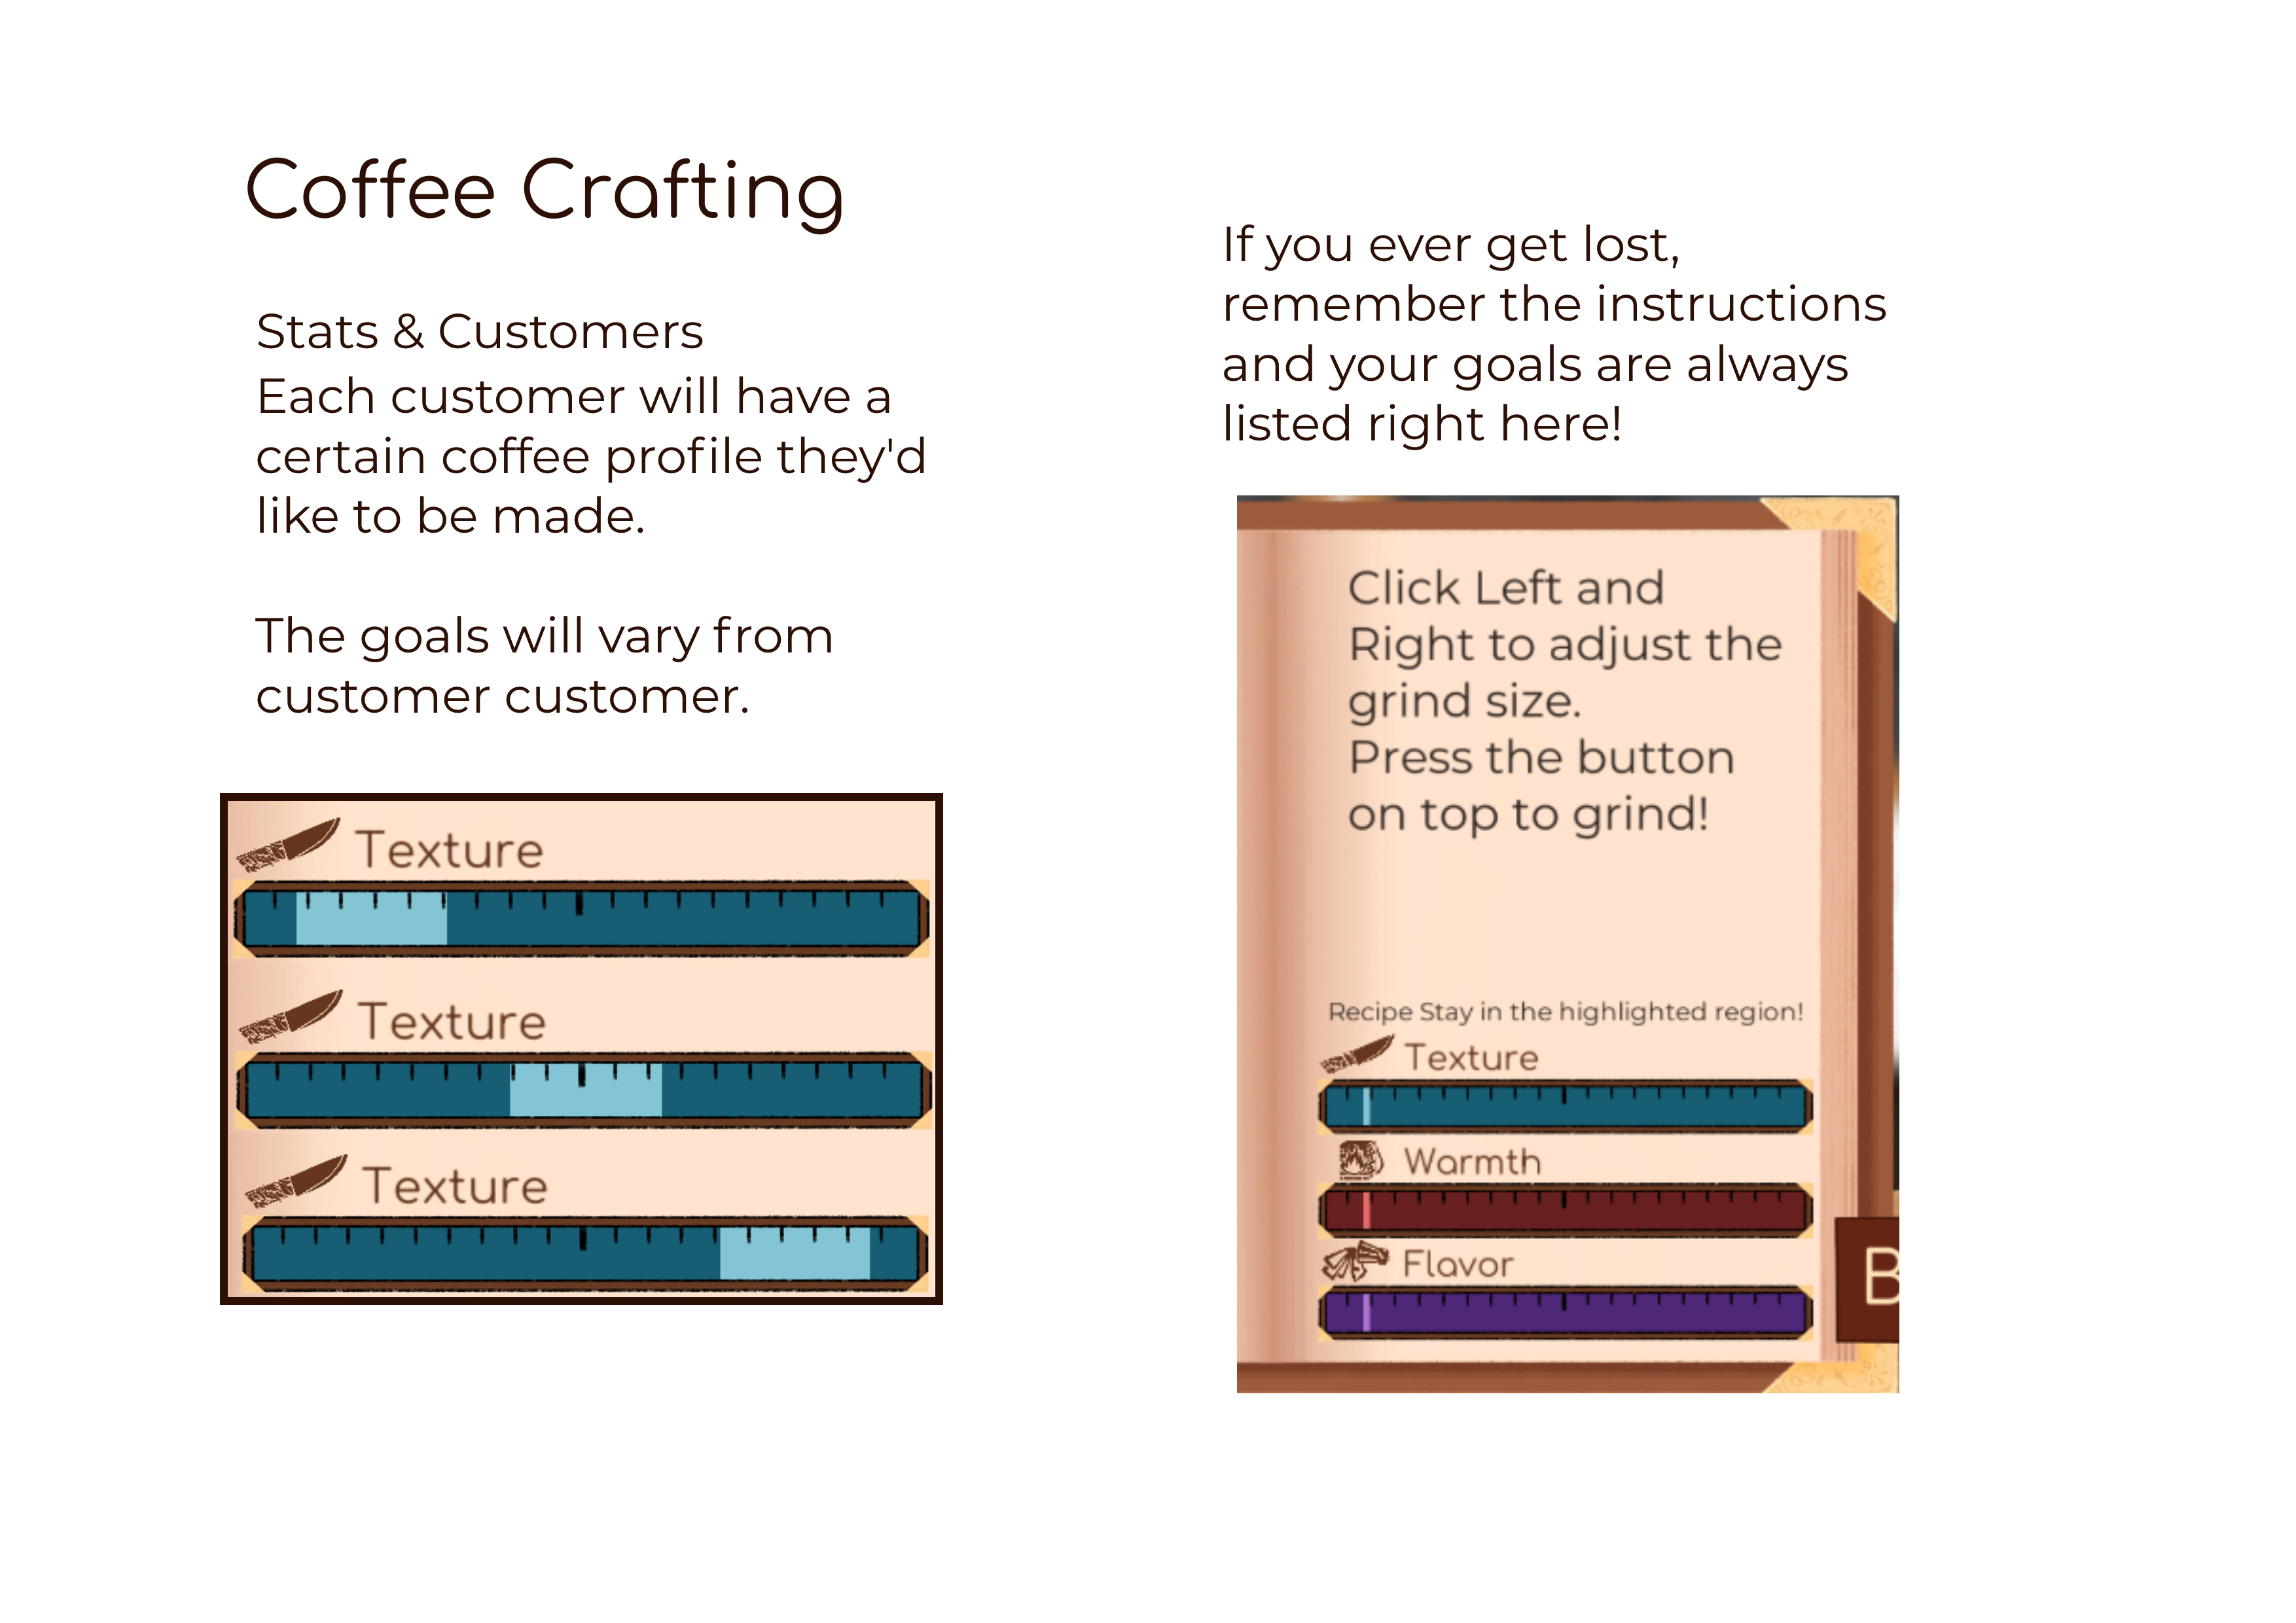 Coffee Crafting
Stats & Customers
Each customer will have a
certain coffee profile they'd
like to be made.
The goals will vary from
customer customer.
Texture
Texture
Texture
If you ever get lost,
remember the instructions
and your goals are always
listed right here!
Click Left and
Right to adjust the
grind size.
Press the button
on top to grind!
Recipe Stay in the highlighted region!
Texture
Warmth
Flavor
B